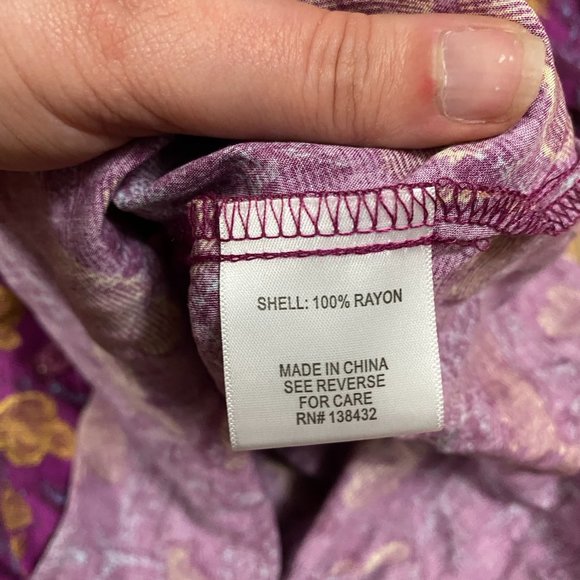 SHELL: 100% RAYON
MADE IN CHINA
SEE REVERSE
FOR CARE
RN# 138432